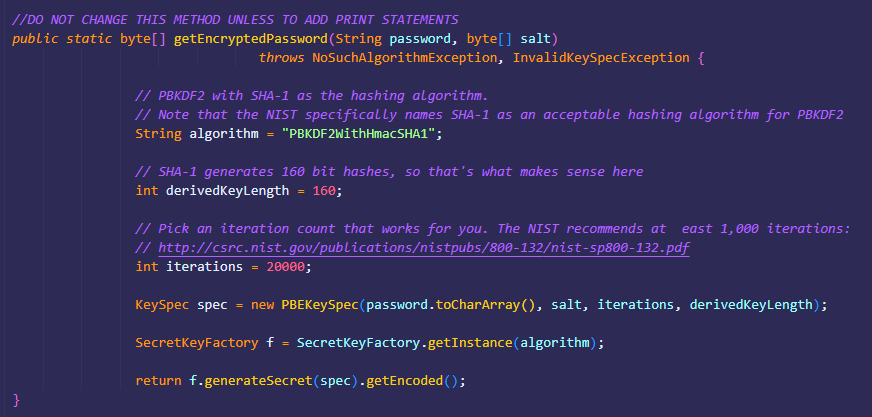 //DO NOT CHANGE THIS METHOD UNLESS TO ADD PRINT STATEMENTS
public static byte[] getEncryptedPassword(String password, byte[] salt)
throws NoSuchAlgorithmException, InvalidKeySpecException {
// PBKDF2 with SHA-1 as the hashing algorithm.
// Note that the NIST specifically names SHA-1 as an acceptable hashing algorithm for PBKDF2
String algorithm = "PBKDF2WithHmacSHA1";
// SHA-1 generates 160 bit hashes, so that's what makes sense here
int derivedKeyLength = 160;
// Pick an iteration count that works for you. The NIST recommends at  east 1,000 iterations:
// http://csrc.nist.gov/publications/nistpubs/800-132/nist-sp800-132.pdf
int iterations = 20000;
KeySpec spec = new PBEKeySpec(password.toCharArray(), salt, iterations, derivedKeyLength);
SecretKeyFactory f = SecretKeyFactory.getInstance(algorithm);
return f.generateSecret(spec).getEncoded();
}